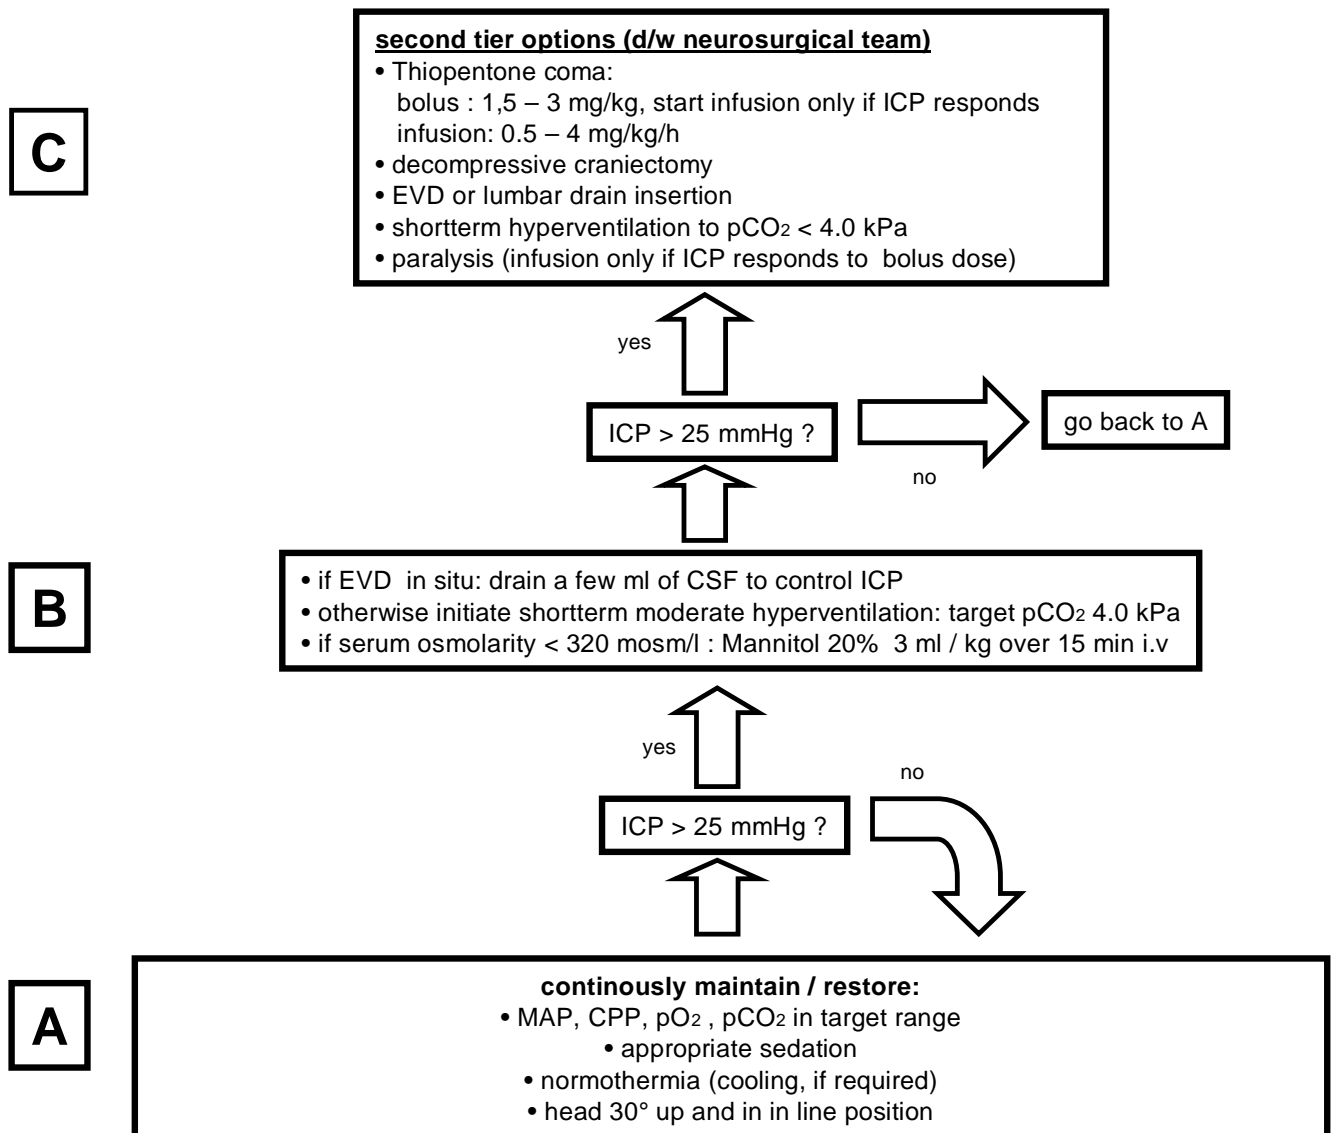 second tier options (d/w neurosurgical team)
• Thiopentone coma:
bolus : 1,5 – 3 mg/kg, start infusion only if ICP responds
infusion: 0.5 – 4 mg/kg/h
• decompressive craniectomy
• EVD or lumbar drain insertion
• shortterm hyperventilation to pCO2 < 4.0 kPa
• paralysis (infusion only if ICP responds to bolus dose)
C
yes
ICP > 25 mmHg ?
go back to A
no
B
• if EVD in situ: drain a few ml of CSF to control ICP
• otherwise initiate shortterm moderate hyperventilation: target pCO2 4.0 kPa
• if serum osmolarity < 320 mosm/l : Mannitol 20% 3 ml / kg over 15 min i.v
yes
no
ICP > 25 mmHg ?
A
continously maintain / restore:
• MAP, CPP, pO2 , pCO2 in target range
• appropriate sedation
• normothermia (cooling, if required)
• head 30° up and in in line position